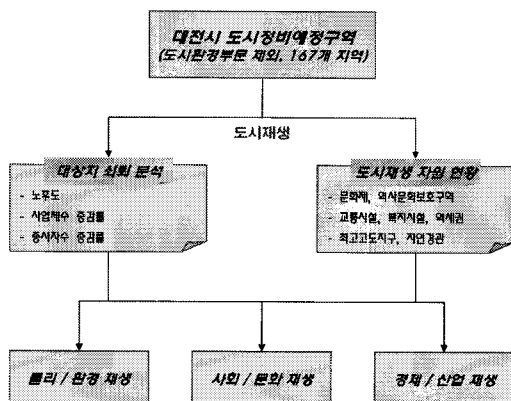 대전시 도시정비예정구역
(도시환경부문 제외, 167개 지역)
도시재생
대상지 쇠퇴 분석
- 노후도
- 사업체수 증감률
- 종사자수 증감률
도시재생 자원 현황
- 문화재, 역사문화보호구역
- 교통시설, 복지시설, 역세권
- 최고고도지구, 자연경관
물리 / 환경 재생
사회 / 문화 재생
경제 / 산업 재생